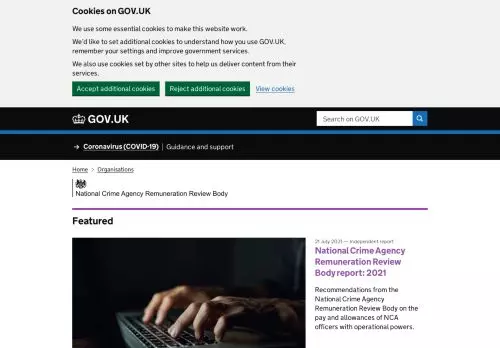 Cookies on GOV.UK
We use some essential cookies to make this website work.
We'd like to set additional cookies to understand how you use GOV.UK,
remember your settings and improve government services.
We also use cookies set by other sites to help us deliver content from their
services.
Accept additional cookies Reject additional cookies View cookies
GOV.UK Search on GOV.UK
→ Coronavirus (COVID-19) Guidance and support
Home > Organisations
National Crime Agency Remuneration Review Body
Featured
21 July 2021 — Independent report
National Crime Agency
Remuneration Review
Body report: 2021
Recommendations from the
National Crime Agency
Remuneration Review Body on the
pay and allowances of NCA
officers with operational powers.